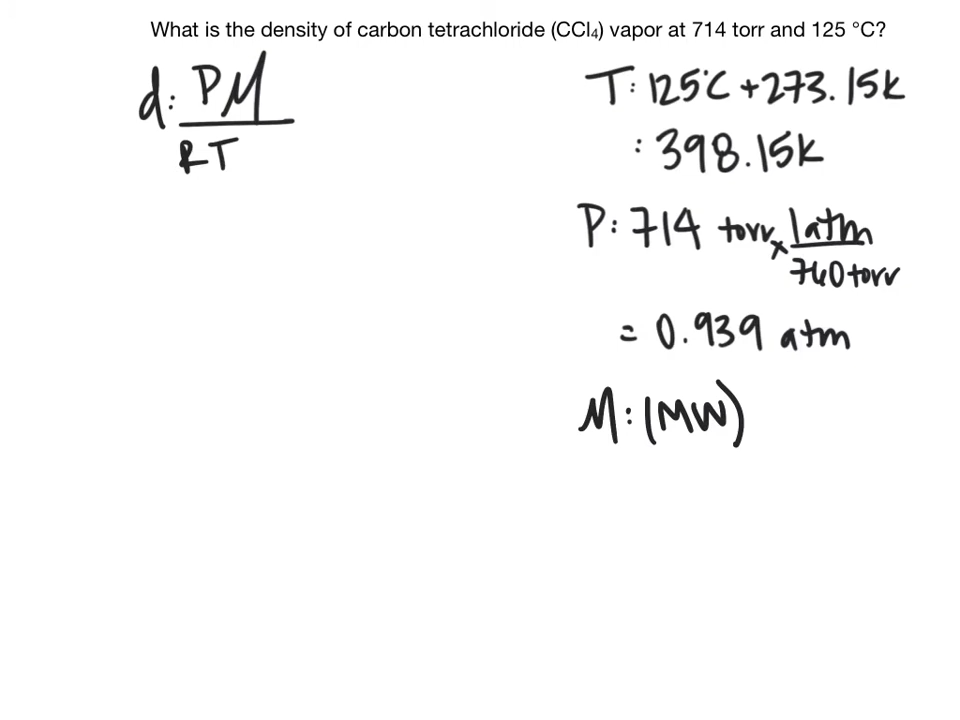 What is the density of carbon tetrachloride (CCl₄) vapor at 714 torr and 125 °C?
d: PM
RT
T: 125°C + 273.15K
: 398.15K
P: 714 torr x 1atm
760torr
= 0.939 atm
M: (MW)